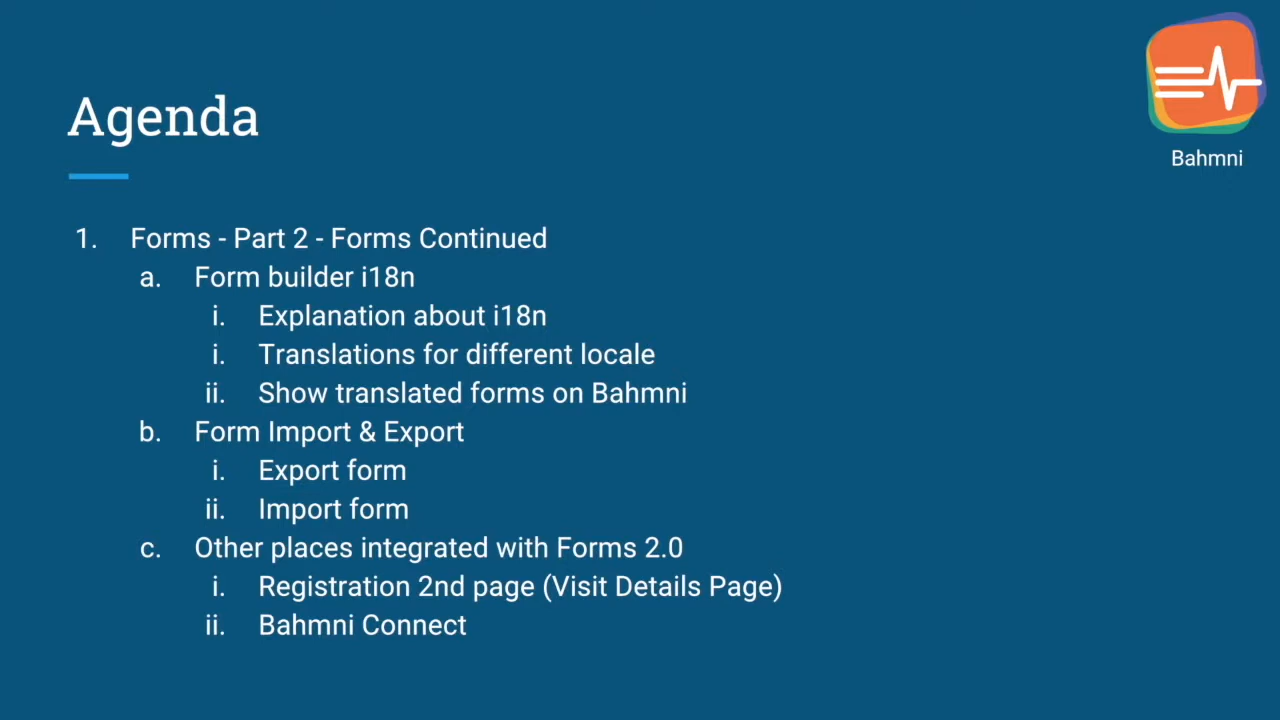 Agenda
Bahmni
1. Forms - Part 2 - Forms Continued
a. Form builder i18n
i. Explanation about i18n
i. Translations for different locale
ii. Show translated forms on Bahmni
b. Form Import & Export
i. Export form
ii. Import form
c. Other places integrated with Forms 2.0
i. Registration 2nd page (Visit Details Page)
ii. Bahmni Connect